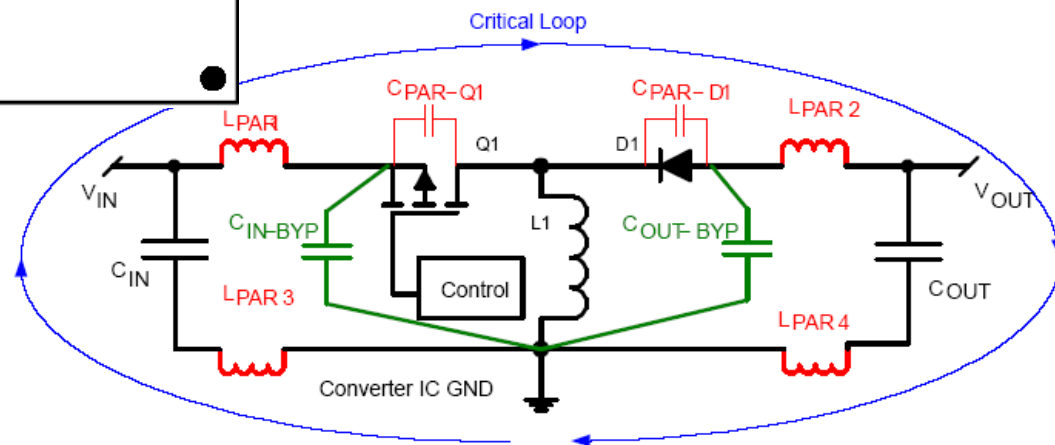 Critical Loop
CPAR-Q1
CPAR-D1
LPAR1
LPAR 2
Q1
D1
VIN
VOUT
CIN-BYP
L1
COUT-BYP
CIN
Control
COUT
LPAR 3
LPAR 4
Converter IC GND